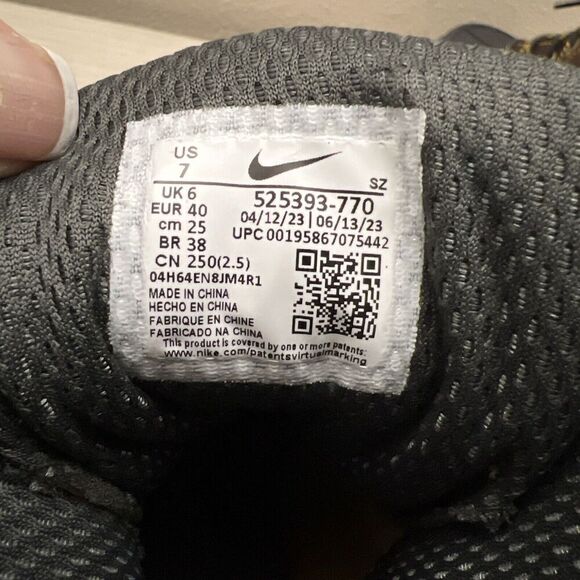 US
7
SZ
UK 6
EUR 40
cm 25
BR 38
CN 250(2.5)
525393-770
04/12/23 | 06/13/23
UPC 00195867075442
04H64EN8JM4R1
MADE IN CHINA
HECHO EN CHINA
FABRIQUE EN CHINE
FABRICADO NA CHINA
This product is covered by one or more patents:
www.nike.com/patentsvirtualmarking